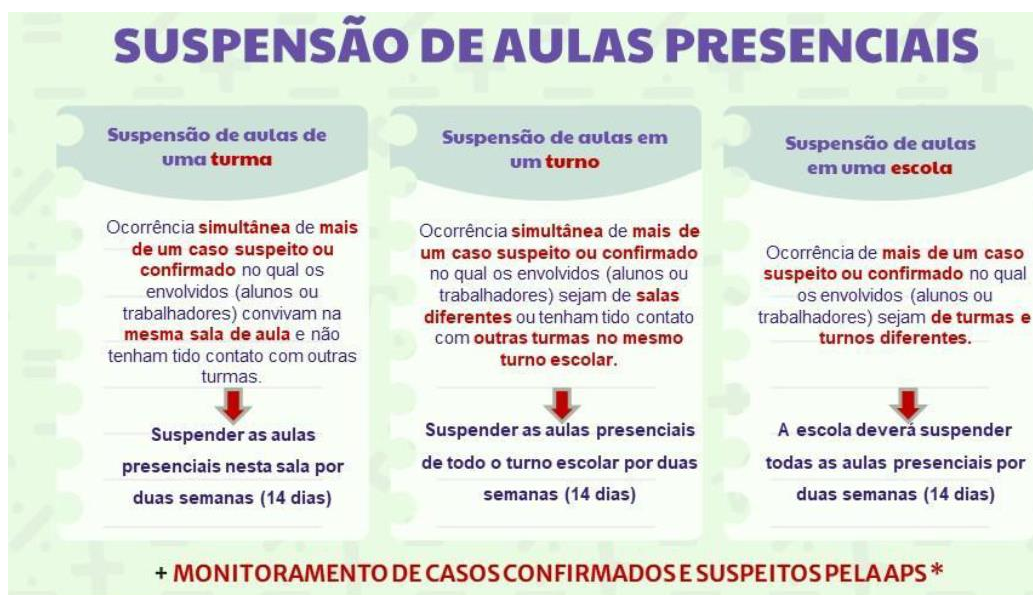 SUSPENSÃO DE AULAS PRESENCIAIS
Suspensão de aulas de
uma turma
Ocorrência simultânea de mais
de um caso suspeito ou
confirmado no qual os
envolvidos (alunos ou
trabalhadores) convivam na
mesma sala de aula e não
tenham tido contato com outras
turmas.
Suspender as aulas
presenciais nesta sala por
duas semanas (14 dias)
Suspensão de aulas em
um turno
Ocorrência simultânea de mais de
um caso suspeito ou confirmado
no qual os envolvidos (alunos ou
trabalhadores) sejam de salas
diferentes ou tenham tido contato
com outras turmas no mesmo
turno escolar.
Suspender as aulas presenciais
de todo o turno escolar por duas
semanas (14 dias)
Suspensão de aulas
em uma escola
Ocorrência de mais de um caso
suspeito ou confirmado no qual
os envolvidos (alunos ou
trabalhadores) sejam de turmas e
turnos diferentes.
A escola deverá suspender
todas as aulas presenciais por
duas semanas (14 dias)
+ MONITORAMENTO DE CASOS CONFIRMADOS E SUSPEITOS PELA APS*